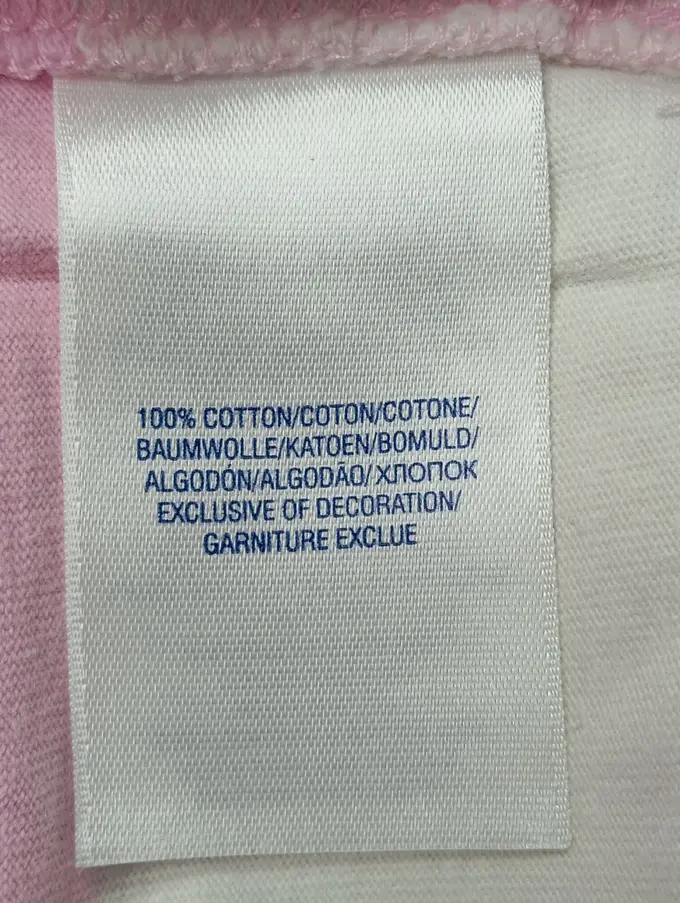 100% COTTON/COTON/COTONE/
BAUMWOLLE/KATOEN/BOMULD/
ALGODÓN/ALGODÃO/ХЛОПОК
EXCLUSIVE OF DECORATION/
GARNITURE EXCLUE